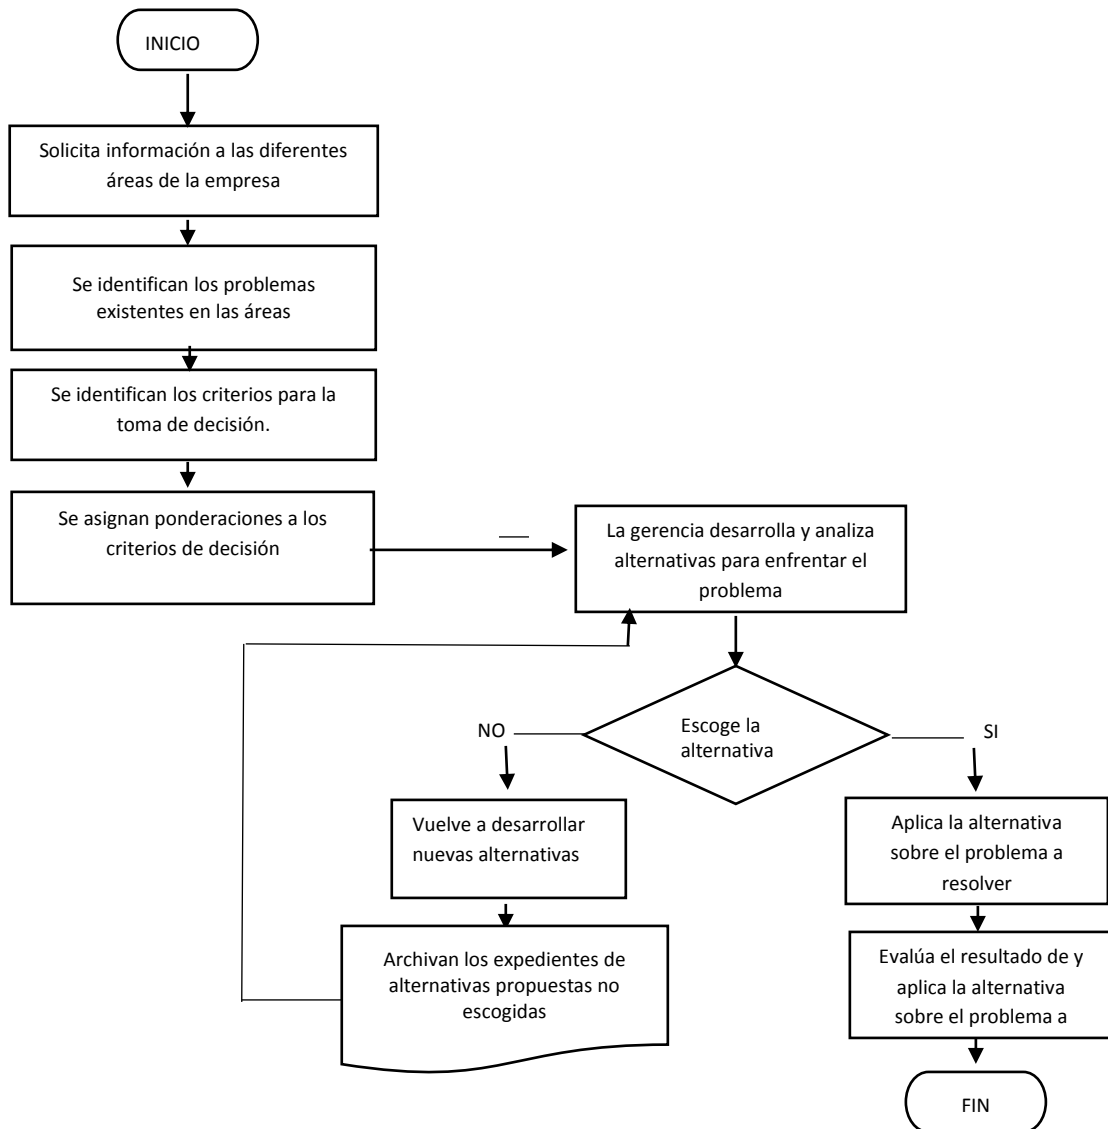 INICIO
Solicita información a las diferentes
áreas de la empresa
Se identifican los problemas
existentes en las áreas
Se identifican los criterios para la
toma de decisión.
Se asignan ponderaciones a los
criterios de decisión
La gerencia desarrolla y analiza
alternativas para enfrentar el
problema
Escoge la
alternativa
NO
SI
Vuelve a desarrollar
nuevas alternativas
Archivan los expedientes de
alternativas propuestas no
escogidas
Aplica la alternativa
sobre el problema a
resolver
Evalúa el resultado de y
aplica la alternativa
sobre el problema a
FIN